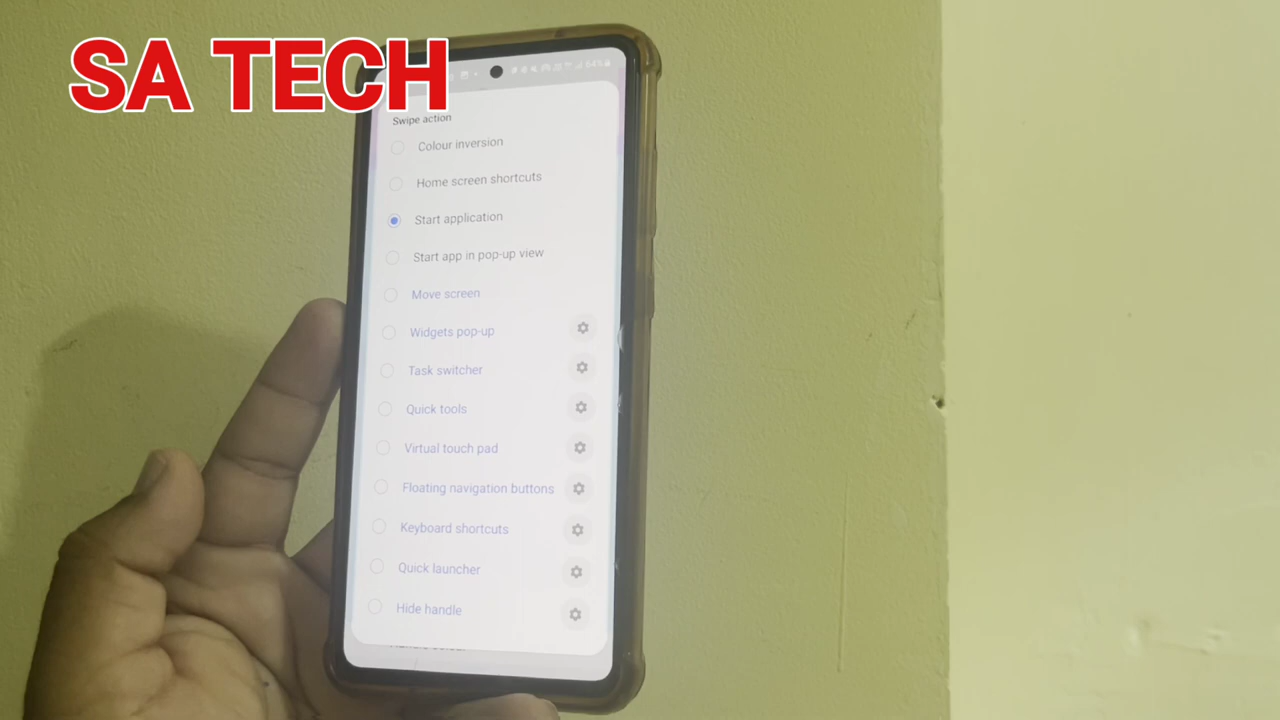 SA TECH
64%
Swipe action
Colour inversion
Home screen shortcuts
Start application
Start app in pop-up view
Move screen
Widgets pop-up
Task switcher
Quick tools
Virtual touch pad
Floating navigation buttons
Keyboard shortcuts
Quick launcher
Hide handle